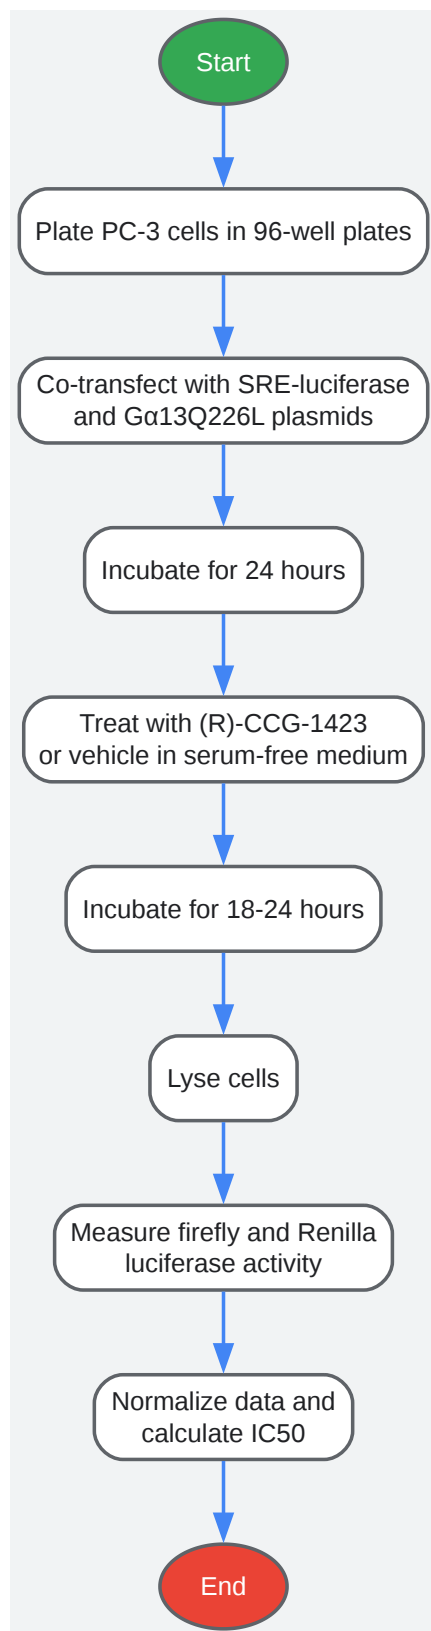 Start
Plate PC-3 cells in 96-well plates
Co-transfect with SRE-luciferase
and Gα13Q226L plasmids
Incubate for 24 hours
Treat with (R)-CCG-1423
or vehicle in serum-free medium
Incubate for 18-24 hours
Lyse cells
Measure firefly and Renilla
luciferase activity
Normalize data and
calculate IC50
End